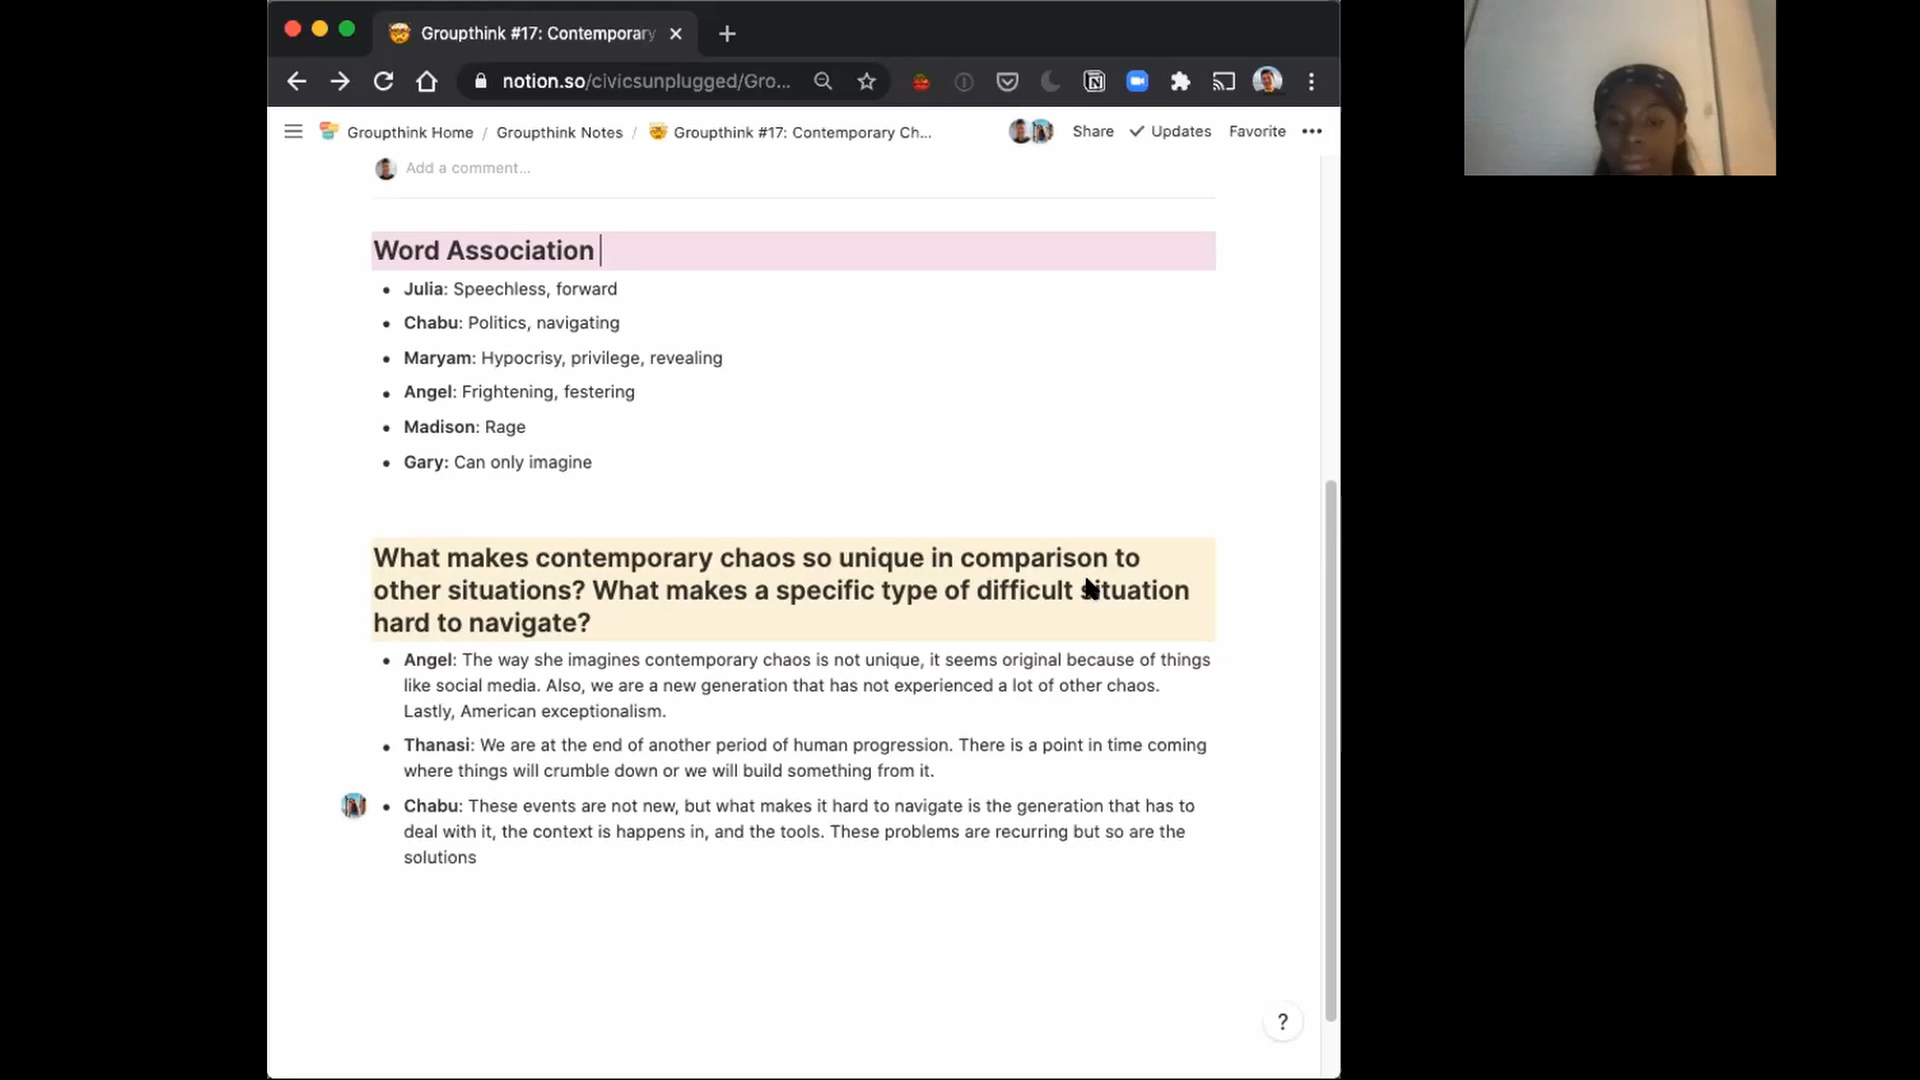 Groupthink #17: Contemporary
notion.so/civicsunplugged/Gro...
Groupthink Home / Groupthink Notes / Groupthink #17: Contemporary Ch...
Share Updates Favorite
Add a comment...
Word Association
Julia: Speechless, forward
Chabu: Politics, navigating
Maryam: Hypocrisy, privilege, revealing
Angel: Frightening, festering
Madison: Rage
Gary: Can only imagine
What makes contemporary chaos so unique in comparison to
other situations? What makes a specific type of difficult situation
hard to navigate?
Angel: The way she imagines contemporary chaos is not unique, it seems original because of things
like social media. Also, we are a new generation that has not experienced a lot of other chaos.
Lastly, American exceptionalism.
Thanasi: We are at the end of another period of human progression. There is a point in time coming
where things will crumble down or we will build something from it.
Chabu: These events are not new, but what makes it hard to navigate is the generation that has to
deal with it, the context is happens in, and the tools. These problems are recurring but so are the
solutions
?